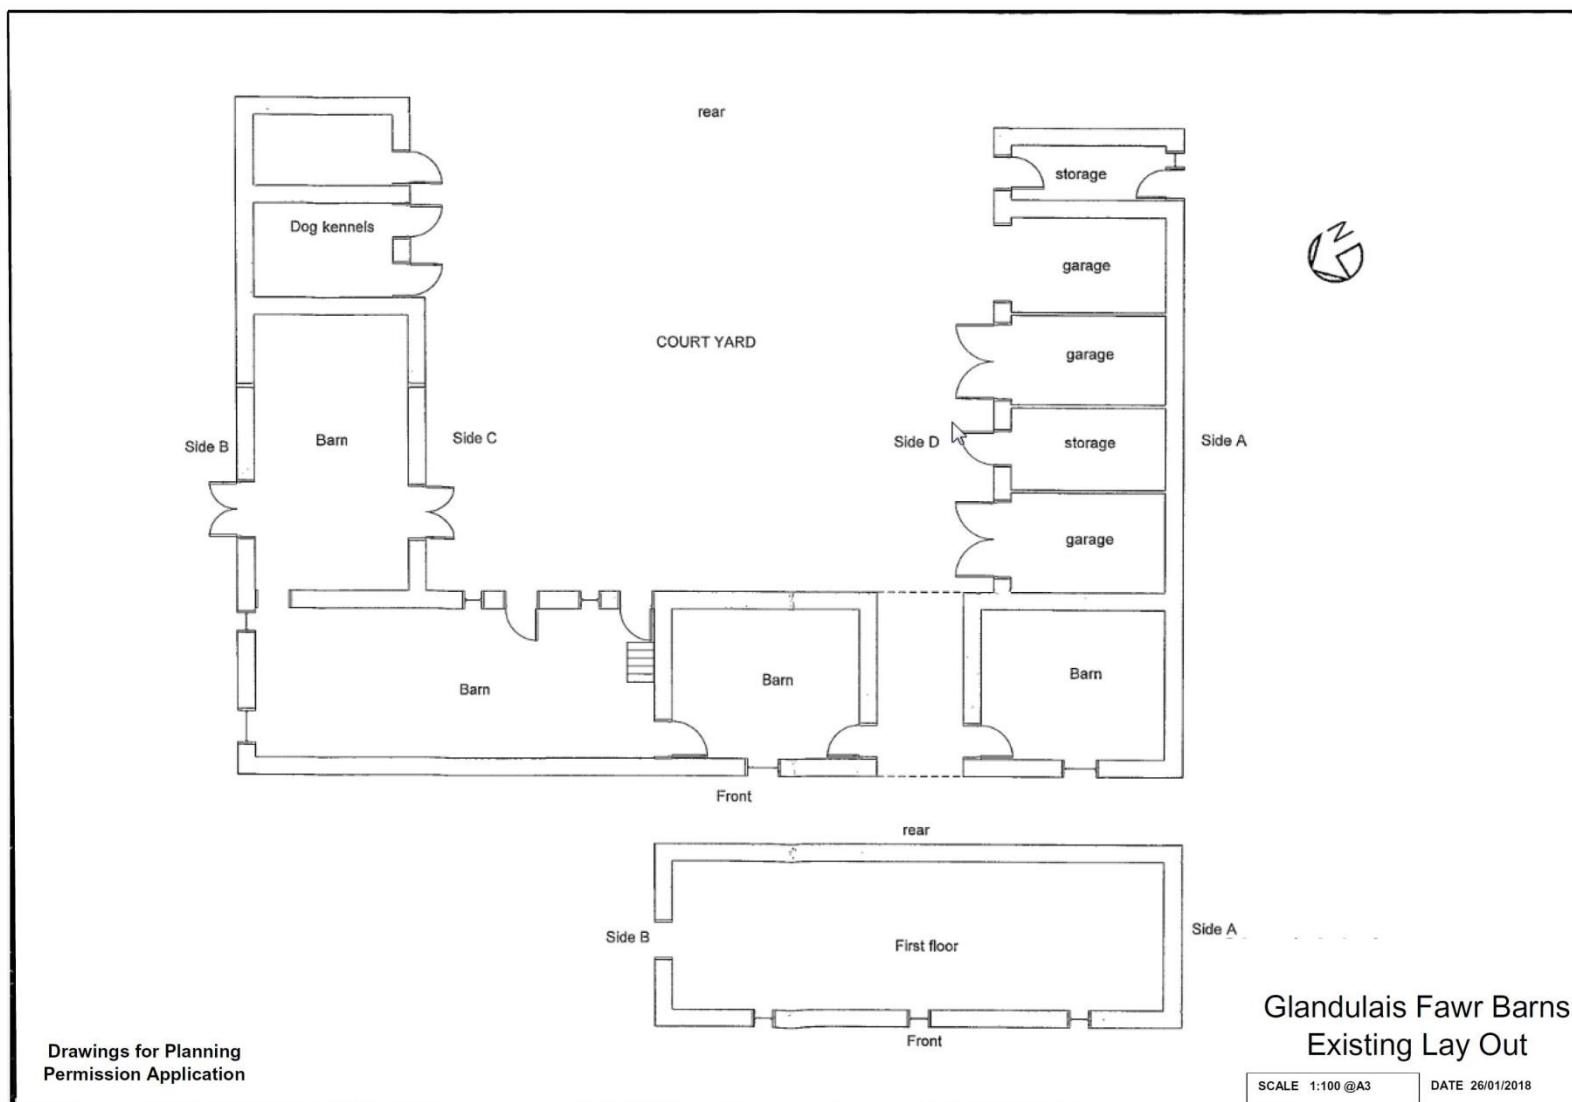 rear
storage
Dog kennels
garage
N
COURT YARD
garage
Side B
Barn
Side C
Side D
storage
Side A
garage
Barn
Barn
Barn
Front
rear
Side B
First floor
Side A
Front
Glandulais Fawr Barns
Existing Lay Out
Drawings for Planning
Permission Application
SCALE 1:100 @A3
DATE 26/01/2018